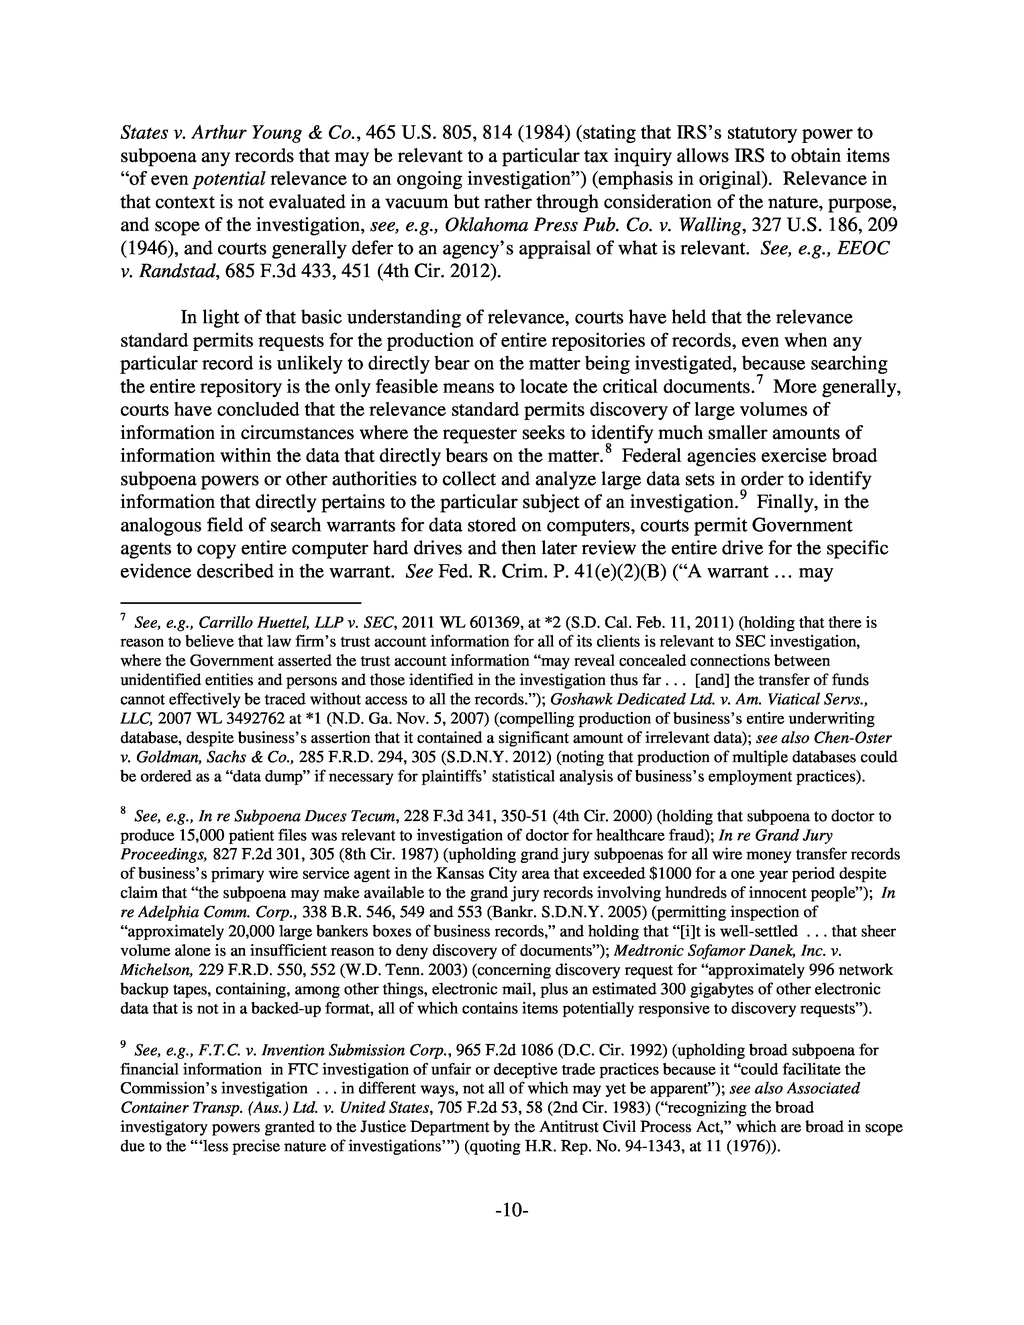 States v. Arthur Young & Co., 465 U.S. 805, 814 (1984) (stating that IRS’s statutory power to
subpoena any records that may be relevant to a particular tax inquiry allows IRS to obtain items
“of even potential relevance to an ongoing investigation”) (emphasis in original). Relevance in
that context is not evaluated in a vacuum but rather through consideration of the nature, purpose,
and scope of the investigation, see, e.g., Oklahoma Press Pub. Co. v. Walling, 327 U.S. 186, 209
(1946), and courts generally defer to an agency’s appraisal of what is relevant. See, e.g., EEOC
v. Randstad, 685 F.3d 433, 451 (4th Cir. 2012).
In light of that basic understanding of relevance, courts have held that the relevance
standard permits requests for the production of entire repositories of records, even when any
particular record is unlikely to directly bear on the matter being investigated, because searching
the entire repository is the only feasible means to locate the critical documents.7 More generally,
courts have concluded that the relevance standard permits discovery of large volumes of
information in circumstances where the requester seeks to identify much smaller amounts of
information within the data that directly bears on the matter.8 Federal agencies exercise broad
subpoena powers or other authorities to collect and analyze large data sets in order to identify
information that directly pertains to the particular subject of an investigation.9 Finally, in the
analogous field of search warrants for data stored on computers, courts permit Government
agents to copy entire computer hard drives and then later review the entire drive for the specific
evidence described in the warrant. See Fed. R. Crim. P. 41(e)(2)(B) (“A warrant … may
7 See, e.g., Carrillo Huettel, LLP v. SEC, 2011 WL 601369, at *2 (S.D. Cal. Feb. 11, 2011) (holding that there is
reason to believe that law firm’s trust account information for all of its clients is relevant to SEC investigation,
where the Government asserted the trust account information “may reveal concealed connections between
unidentified entities and persons and those identified in the investigation thus far . . . [and] the transfer of funds
cannot effectively be traced without access to all the records.”); Goshawk Dedicated Ltd. v. Am. Viatical Servs.,
LLC, 2007 WL 3492762 at *1 (N.D. Ga. Nov. 5, 2007) (compelling production of business’s entire underwriting
database, despite business’s assertion that it contained a significant amount of irrelevant data); see also Chen-Oster
v. Goldman, Sachs & Co., 285 F.R.D. 294, 305 (S.D.N.Y. 2012) (noting that production of multiple databases could
be ordered as a “data dump” if necessary for plaintiffs’ statistical analysis of business’s employment practices).
8 See, e.g., In re Subpoena Duces Tecum, 228 F.3d 341, 350-51 (4th Cir. 2000) (holding that subpoena to doctor to
produce 15,000 patient files was relevant to investigation of doctor for healthcare fraud); In re Grand Jury
Proceedings, 827 F.2d 301, 305 (8th Cir. 1987) (upholding grand jury subpoenas for all wire money transfer records
of business’s primary wire service agent in the Kansas City area that exceeded $1000 for a one year period despite
claim that “the subpoena may make available to the grand jury records involving hundreds of innocent people”); In
re Adelphia Comm. Corp., 338 B.R. 546, 549 and 553 (Bankr. S.D.N.Y. 2005) (permitting inspection of
“approximately 20,000 large bankers boxes of business records,” and holding that “[i]t is well-settled . . . that sheer
volume alone is an insufficient reason to deny discovery of documents”); Medtronic Sofamor Danek, Inc. v.
Michelson, 229 F.R.D. 550, 552 (W.D. Tenn. 2003) (concerning discovery request for “approximately 996 network
backup tapes, containing, among other things, electronic mail, plus an estimated 300 gigabytes of other electronic
data that is not in a backed-up format, all of which contains items potentially responsive to discovery requests”).
9 See, e.g., F.T.C. v. Invention Submission Corp., 965 F.2d 1086 (D.C. Cir. 1992) (upholding broad subpoena for
financial information in FTC investigation of unfair or deceptive trade practices because it “could facilitate the
Commission’s investigation . . . in different ways, not all of which may yet be apparent”); see also Associated
Container Transp. (Aus.) Ltd. v. United States, 705 F.2d 53, 58 (2nd Cir. 1983) (“recognizing the broad
investigatory powers granted to the Justice Department by the Antitrust Civil Process Act,” which are broad in scope
due to the “‘less precise nature of investigations’”) (quoting H.R. Rep. No. 94-1343, at 11 (1976)).
-10-